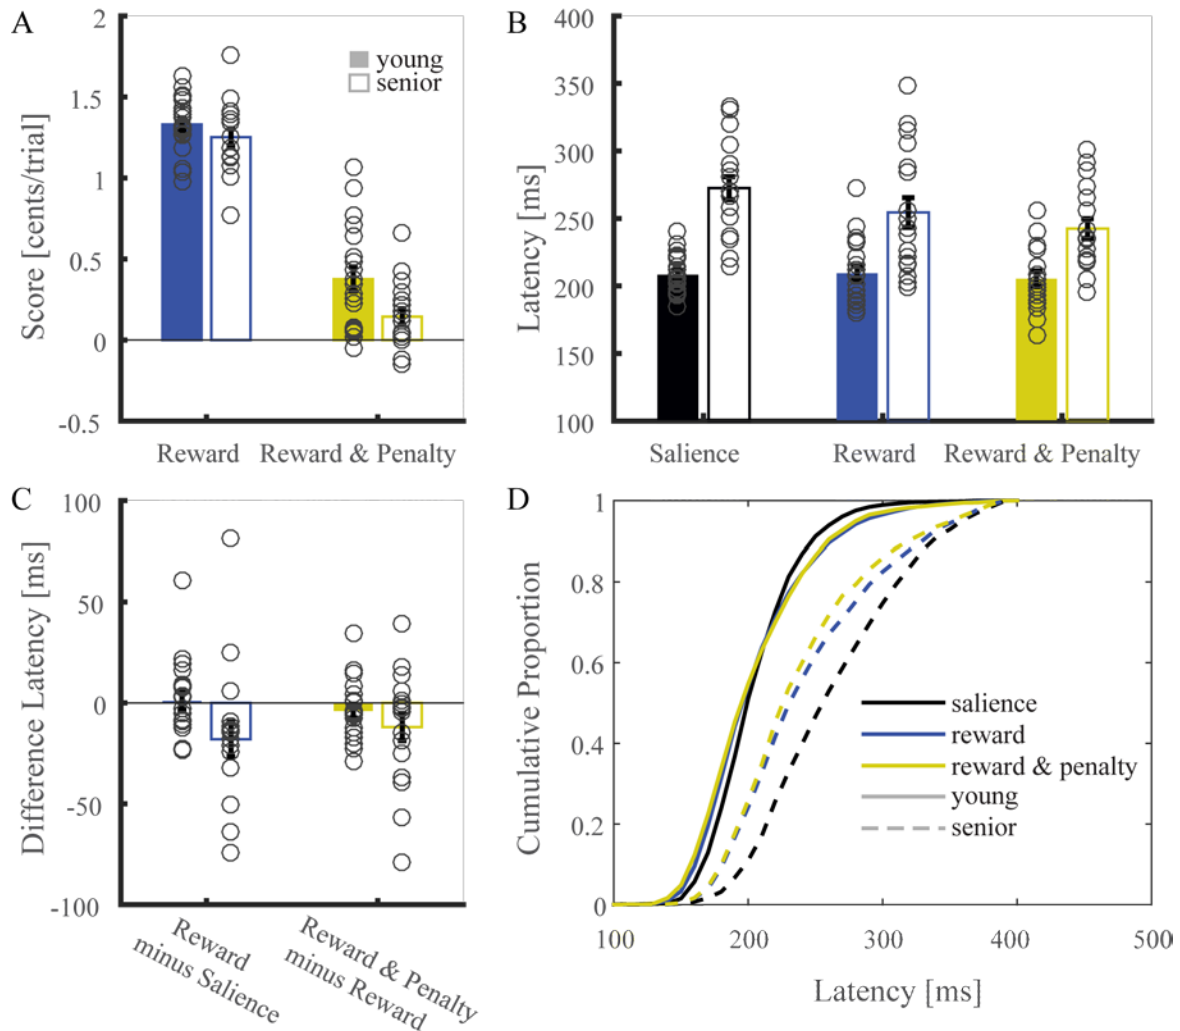 A
2
1.5
1
0.5
0
-0.5
Score [cents/trial]
young
senior
Reward
Reward & Penalty
B
400
350
300
250
200
150
100
Latency [ms]
Salience
Reward
Reward & Penalty
C
100
50
0
-50
-100
Difference Latency [ms]
Reward
minus Salience
Reward & Penalty
minus Reward
D
1
0.8
0.6
0.4
0.2
0
Cumulative Proportion
salience
reward
reward & penalty
young
senior
100
200
300
400
500
Latency [ms]